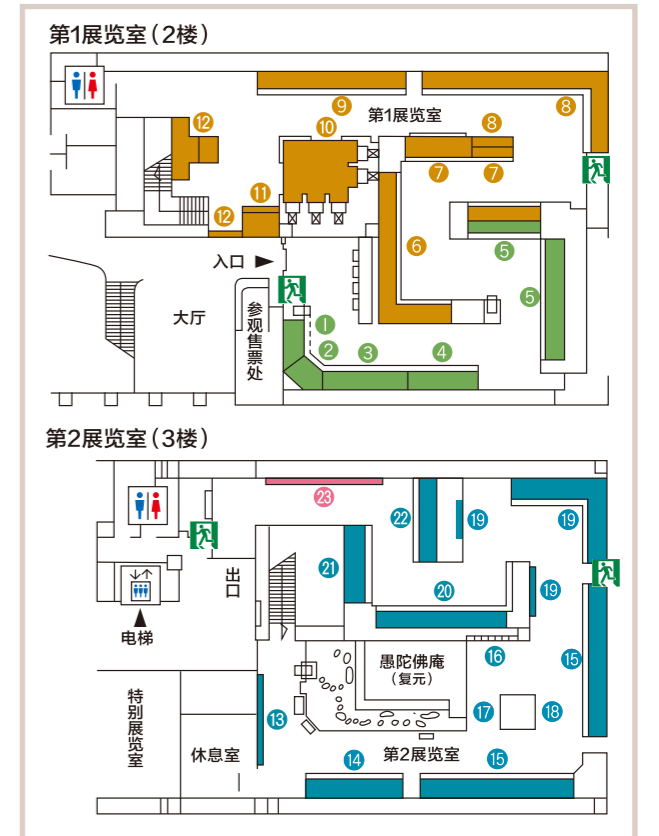 第1展览室（2楼）
⑨
第1展览室
⑧
⑫
⑩
⑧
⑦
⑦
⑪
⑫
⑥
⑤
入口
⑤
大厅
参观售票处
①
②
③
④
第2展览室（3楼）
㉓
㉒
⑲
⑲
㉑
⑲
出口
⑳
电梯
愚陀佛庵
（复元）
⑯
⑮
特别展览室
⑬
⑰
⑱
休息室
⑭
第2展览室
⑮